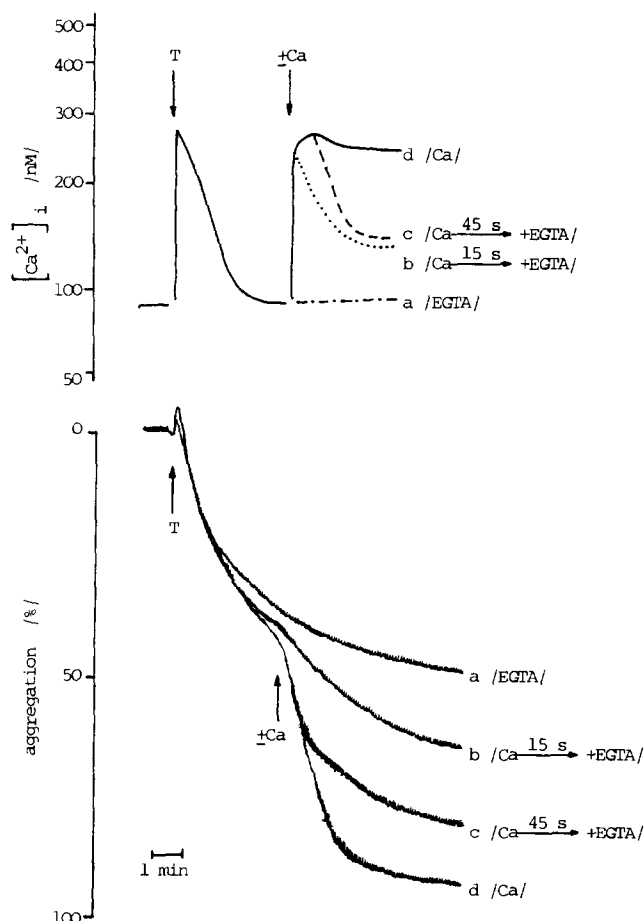 500
400
300
200
100
50
[Ca²⁺]i /nM/
T
±Ca
d /Ca/
c /Ca 45 s → +EGTA/
b /Ca 15 s → +EGTA/
a /EGTA/
0
50
100
aggregation /%/
T
±Ca
1 min
a /EGTA/
b /Ca 15 s → +EGTA/
c /Ca 45 s → +EGTA/
d /Ca/